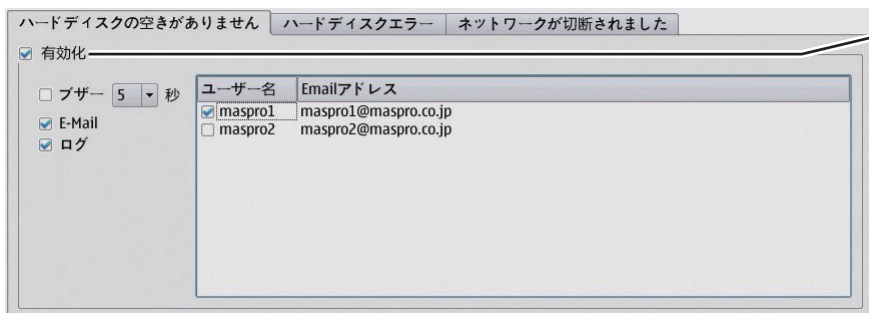 ハードディスクの空きがありません ハードディスクエラー ネットワークが切断されました
有効化
ブザー 5 秒
E-Mail
ログ
ユーザー名 Emailアドレス
maspro1 maspro1@maspro.co.jp
maspro2 maspro2@maspro.co.jp